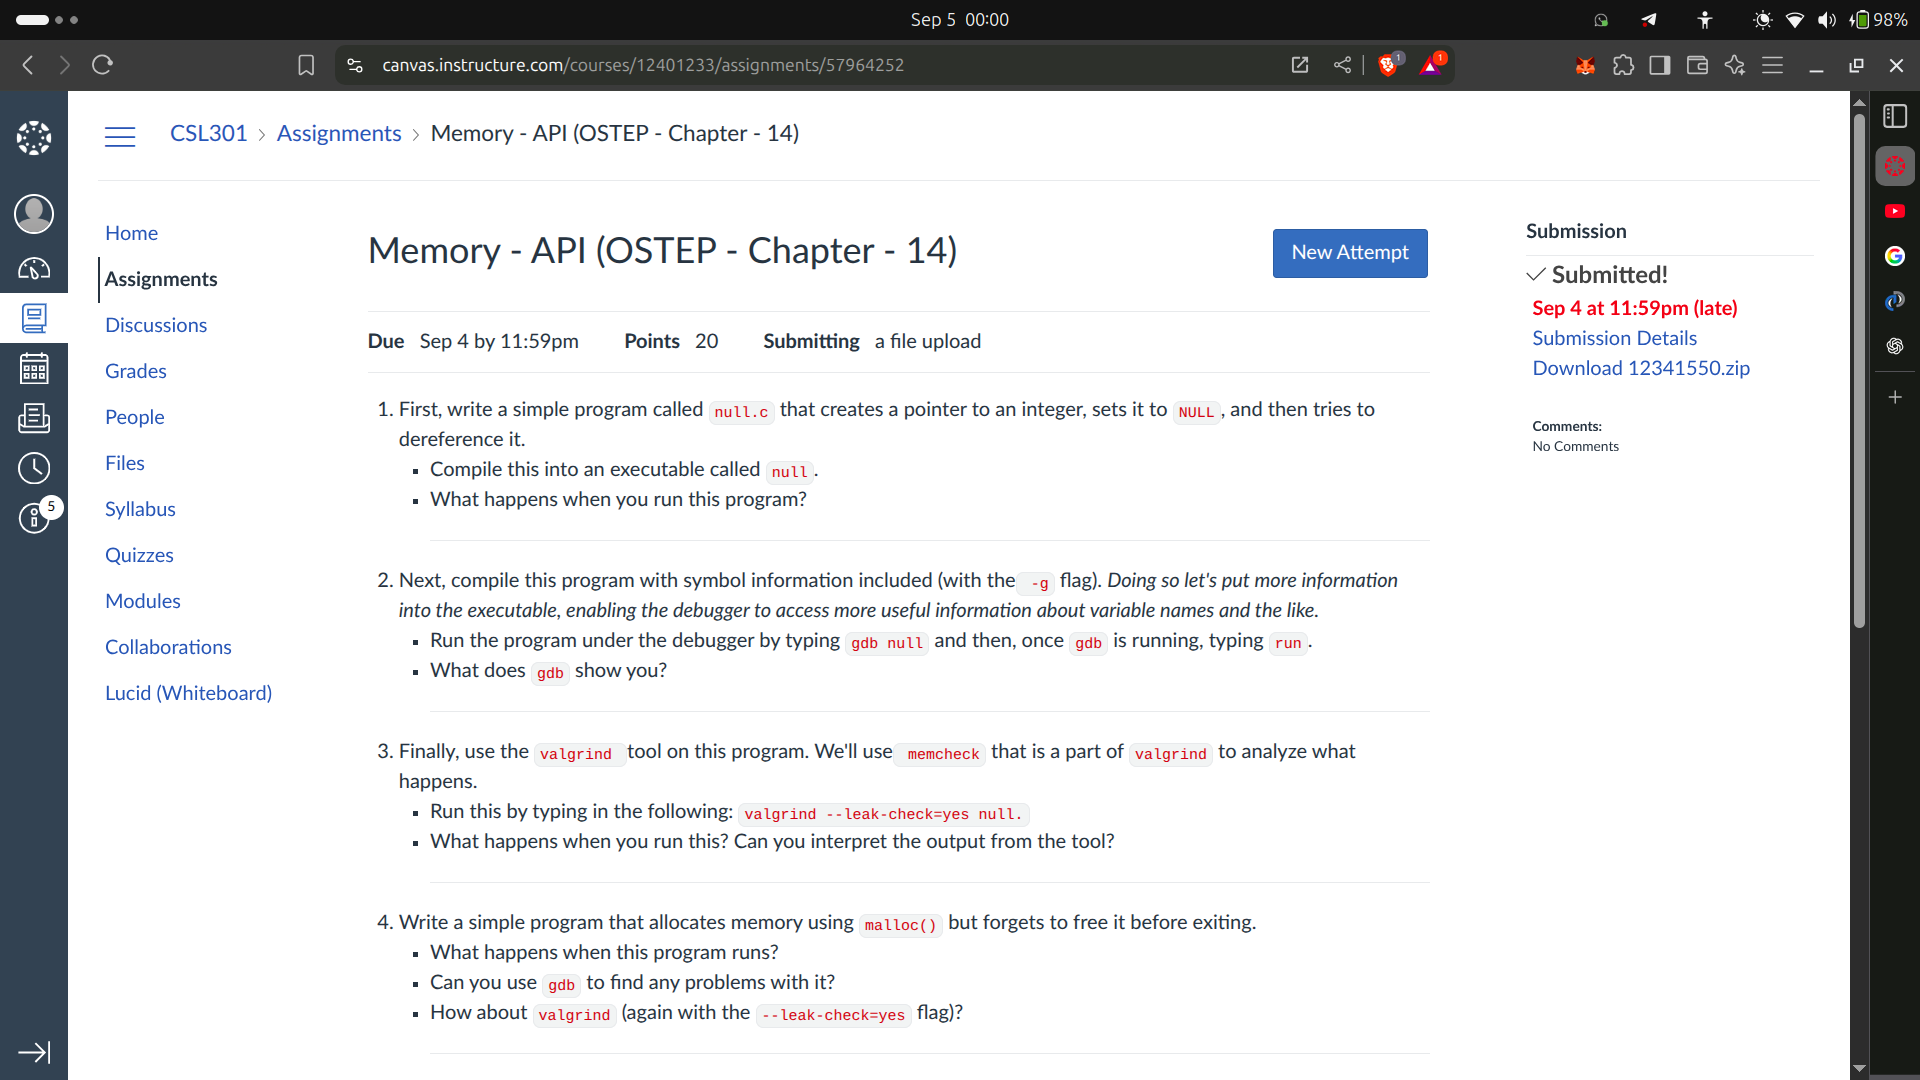 Sep 5 00:00
98%
canvas.instructure.com/courses/12401233/assignments/57964252
1
1
CSL301 > Assignments > Memory - API (OSTEP - Chapter - 14)
5
Home
Assignments
Discussions
Grades
People
Files
Syllabus
Quizzes
Modules
Collaborations
Lucid (Whiteboard)
Memory - API (OSTEP - Chapter - 14)
New Attempt
Due Sep 4 by 11:59pm Points 20 Submitting a file upload
1. First, write a simple program called null.c that creates a pointer to an integer, sets it to NULL, and then tries to
dereference it.
▪ Compile this into an executable called null.
▪ What happens when you run this program?
2. Next, compile this program with symbol information included (with the -g flag). Doing so let's put more information
into the executable, enabling the debugger to access more useful information about variable names and the like.
▪ Run the program under the debugger by typing gdb null and then, once gdb is running, typing run.
▪ What does gdb show you?
3. Finally, use the valgrind tool on this program. We'll use memcheck that is a part of valgrind to analyze what
happens.
▪ Run this by typing in the following: valgrind --leak-check=yes null.
▪ What happens when you run this? Can you interpret the output from the tool?
4. Write a simple program that allocates memory using malloc() but forgets to free it before exiting.
▪ What happens when this program runs?
▪ Can you use gdb to find any problems with it?
▪ How about valgrind (again with the --leak-check=yes flag)?
Submission
Submitted!
Sep 4 at 11:59pm (late)
Submission Details
Download 12341550.zip
Comments:
No Comments